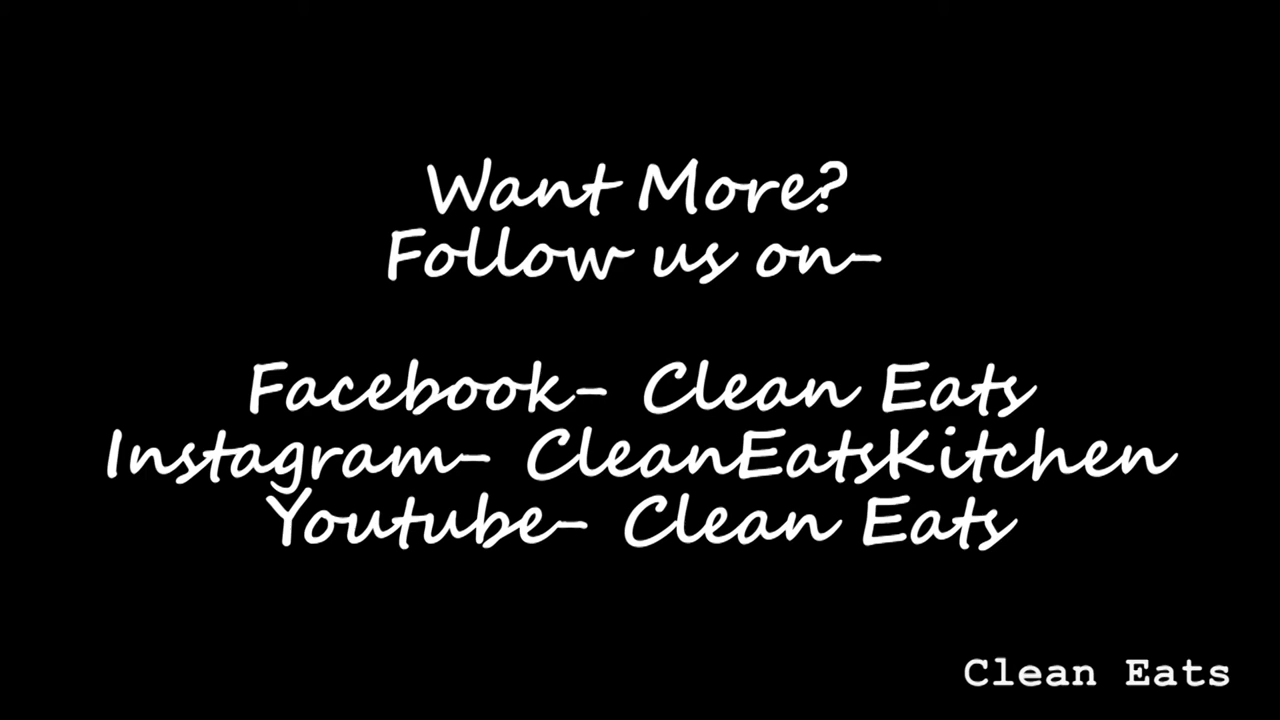 Want More?
Follow us on-
Facebook- Clean Eats
Instagram- CleanEatsKitchen
Youtube- Clean Eats
Clean Eats